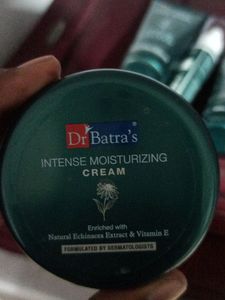 Dr Batra's
INTENSE MOISTURIZING
CREAM
Enriched with
Natural Echinacea Extract & Vitamin E
FORMULATED BY DERMATOLOGISTS